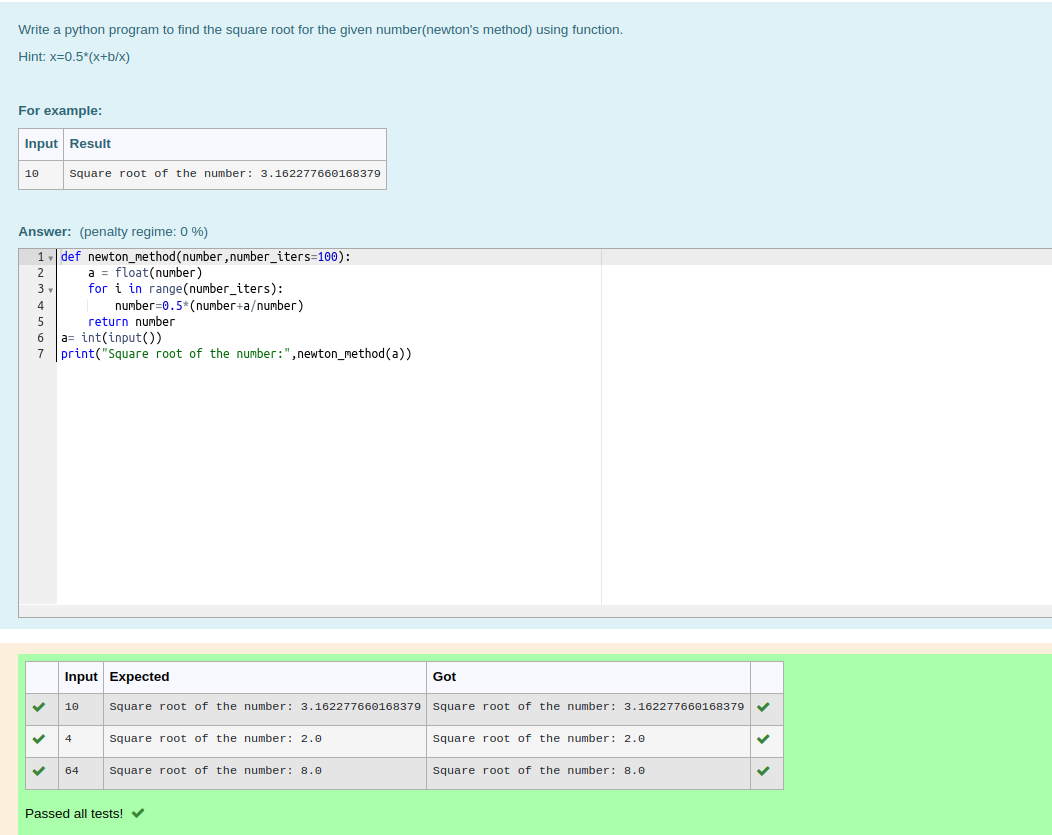 Write a python program to find the square root for the given number(newton's method) using function.
Hint: x=0.5*(x+b/x)
For example:
Input Result
10 Square root of the number: 3.162277660168379
Answer: (penalty regime: 0 %)
1 def newton_method(number,number_iters=100):
2     a = float(number)
3     for i in range(number_iters):
4         number=0.5*(number+a/number)
5     return number
6 a= int(input())
7 print("Square root of the number:",newton_method(a))
Input Expected Got
10 Square root of the number: 3.162277660168379 Square root of the number: 3.162277660168379
4 Square root of the number: 2.0 Square root of the number: 2.0
64 Square root of the number: 8.0 Square root of the number: 8.0
Passed all tests!